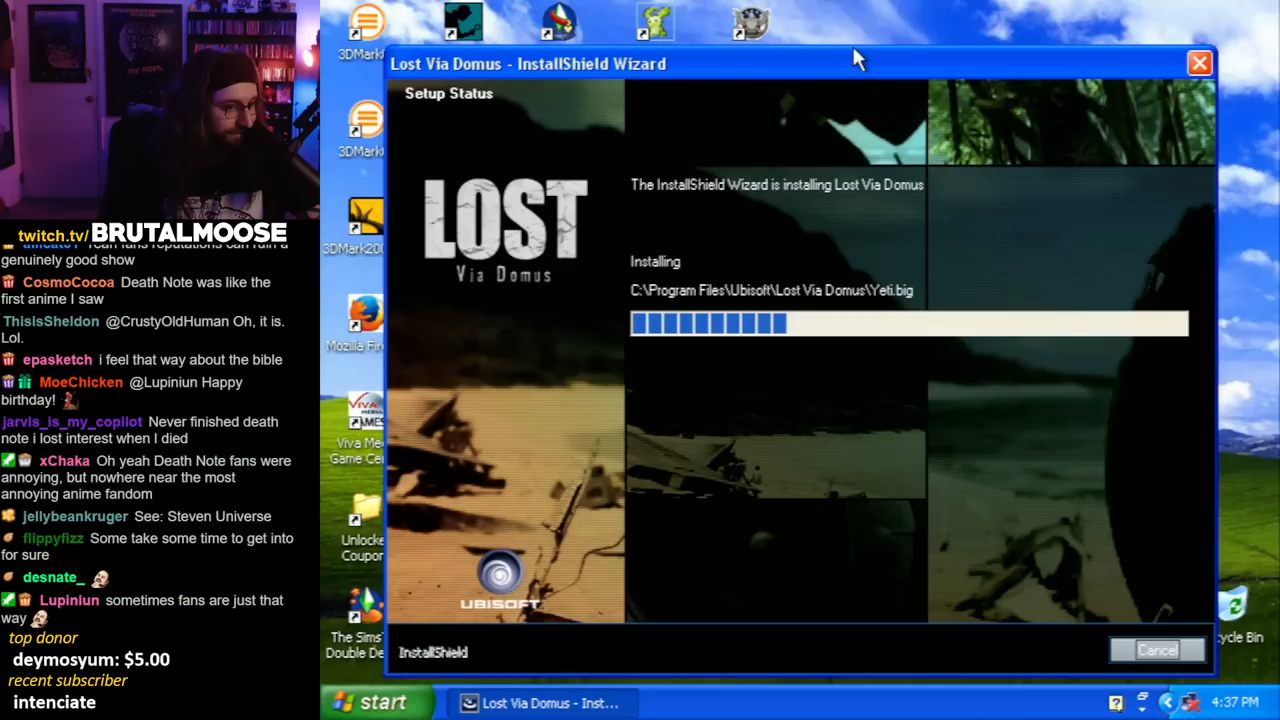 twitch.tv/BRUTALMOOSE
genuinely good show
CosmoCocoa Death Note was like the
first anime I saw
ThisisSheldon @CrustyOldHuman Oh, it is.
Lol.
epasketch i feel that way about the bible
MoeChicken @Lupiniun Happy
birthday!
jarvis_is_my_copilot Never finished death
note i lost interest when I died
xChaka Oh yeah Death Note fans were
annoying, but nowhere near the most
annoying anime fandom
jellybeankruger See: Steven Universe
flippyfizz Some take some time to get into
for sure
desnate_
Lupiniun sometimes fans are just that
way
top donor
deymosyum: $5.00
recent subscriber
intenciate
3DMark
3DMark
3DMark200
Mozilla Fire
Viva Me
Game Cen
Unlocke
Coupon
The Sims
Double De
Lost Via Domus - InstallShield Wizard
Setup Status
LOST
Via Domus
The InstallShield Wizard is installing Lost Via Domus
Installing
C:\Program Files\Ubisoft\Lost Via Domus\Yeti.big
UBISOFT
InstallShield
Cancel
cycle Bin
start
Lost Via Domus - Inst...
4:37 PM